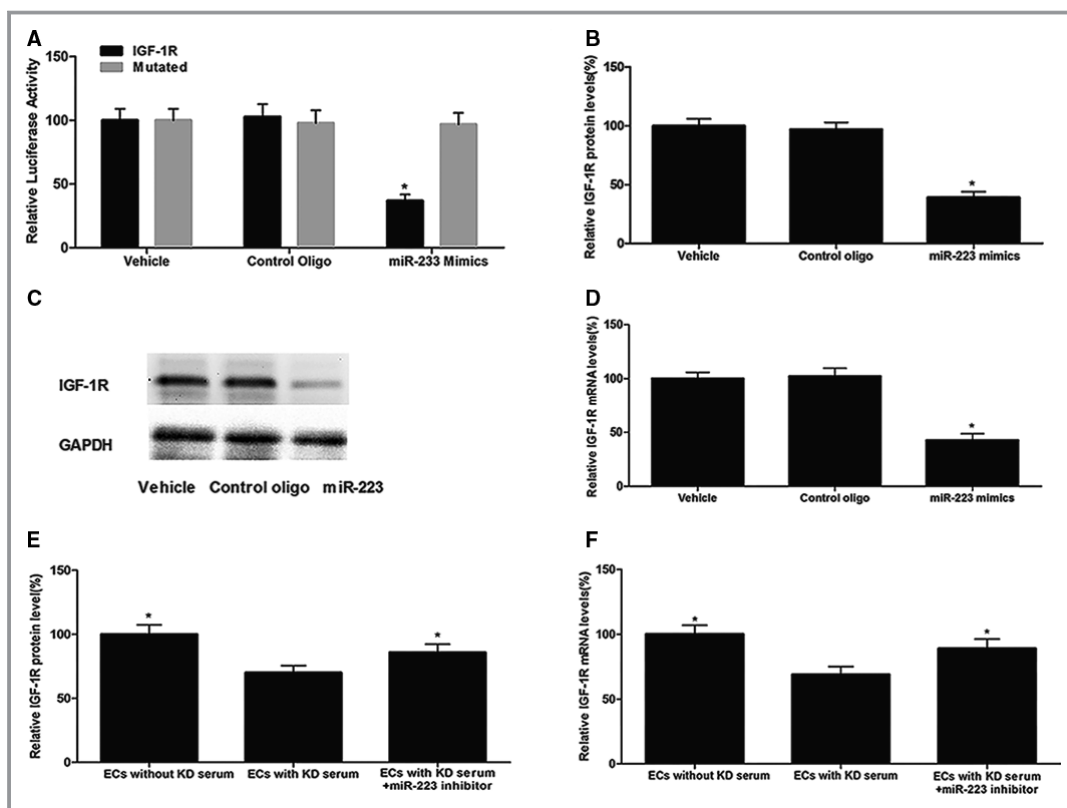 A
IGF-1R
Mutated
Relative Luciferase Activity
150
100
50
0
*
Vehicle
Control Oligo
miR-233 Mimics
B
Relative IGF-1R protein levels(%)
150
100
50
0
*
Vehicle
Control oligo
miR-223 mimics
C
IGF-1R
GAPDH
Vehicle Control oligo miR-223
D
Relative IGF-1R mRNA levels(%)
150
100
50
0
*
Vehicle
Control oligo
miR-223 mimics
E
Relative IGF-1R protein level(%)
150
100
50
0
*
*
ECs without KD serum
ECs with KD serum
ECs with KD serum
+miR-223 inhibitor
F
Relative IGF-1R mRNA levels(%)
150
100
50
0
*
*
ECs without KD serum
ECs with KD serum
ECs with KD serum
+miR-223 inhibitor